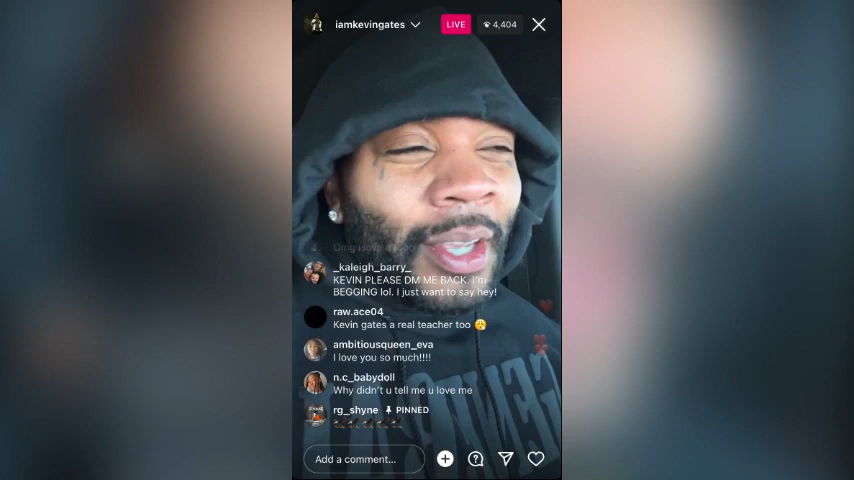 iamkevingates
LIVE
4,404
_kaleigh_barry_
KEVIN PLEASE DM ME BACK. I'm
BEGGING lol. I just want to say hey!
raw.ace04
Kevin gates a real teacher too 😮‍💨
ambitiousqueen_eva
I love you so much!!!!
n.c_babydoll
Why didn't u tell me u love me
rg_shyne PINNED
Add a comment...